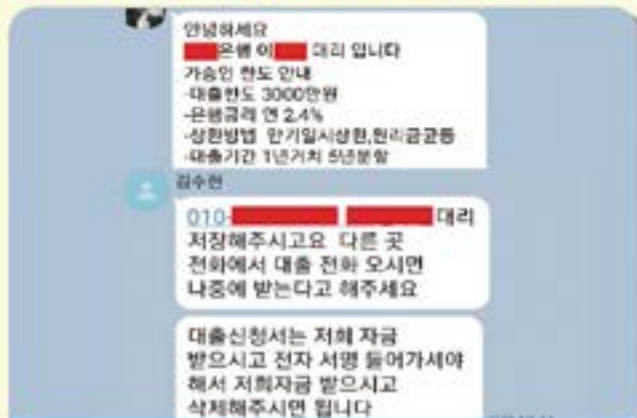 안녕하세요
은행 이 대리 입니다
가승인 한도 안내
-대출한도 3000만원
-은행금리 연 2.4%
-상환방법 만기일시상환,원리금균등
-대출기간 1년거치 5년분할
김수현
010- 대리
저장해주시고요 다른 곳
전화에서 대출 전화 오시면
나중에 받는다고 해주세요
대출신청서는 저희 자금
받으시고 전자 서명 들어가셔야
해서 저희자금 받으시고
삭제해주시면 됩니다